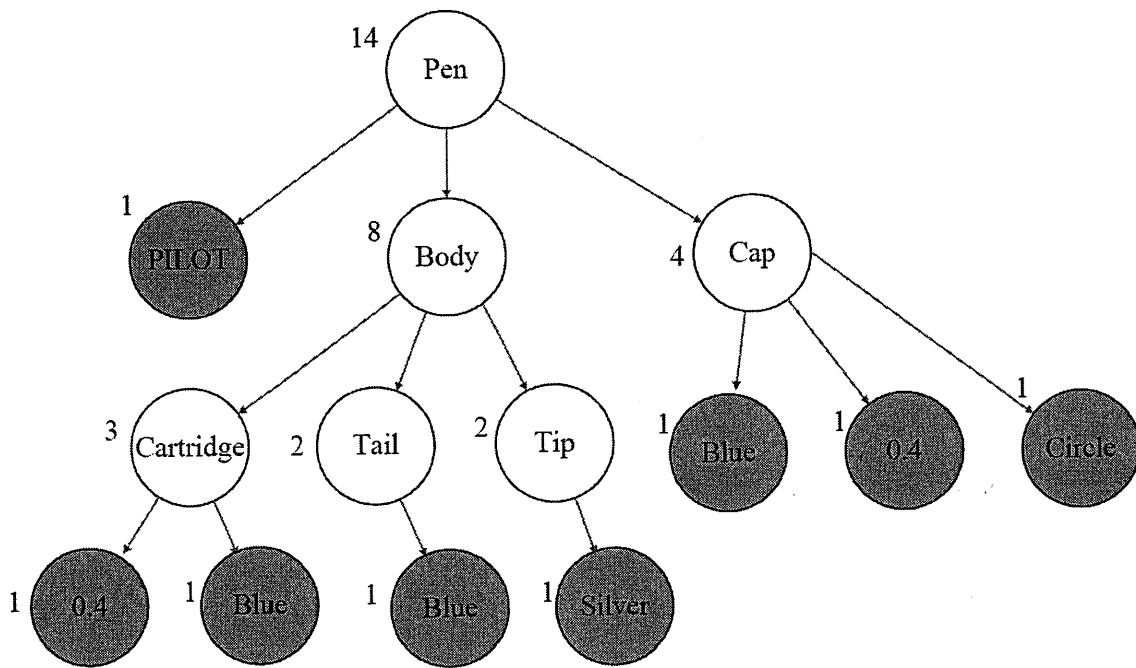 14
Pen
1
PILOT
8
Body
4
Cap
3
Cartridge
2
Tail
2
Tip
1
Blue
1
0.4
1
Circle
1
0.4
1
Blue
1
Blue
1
Silver